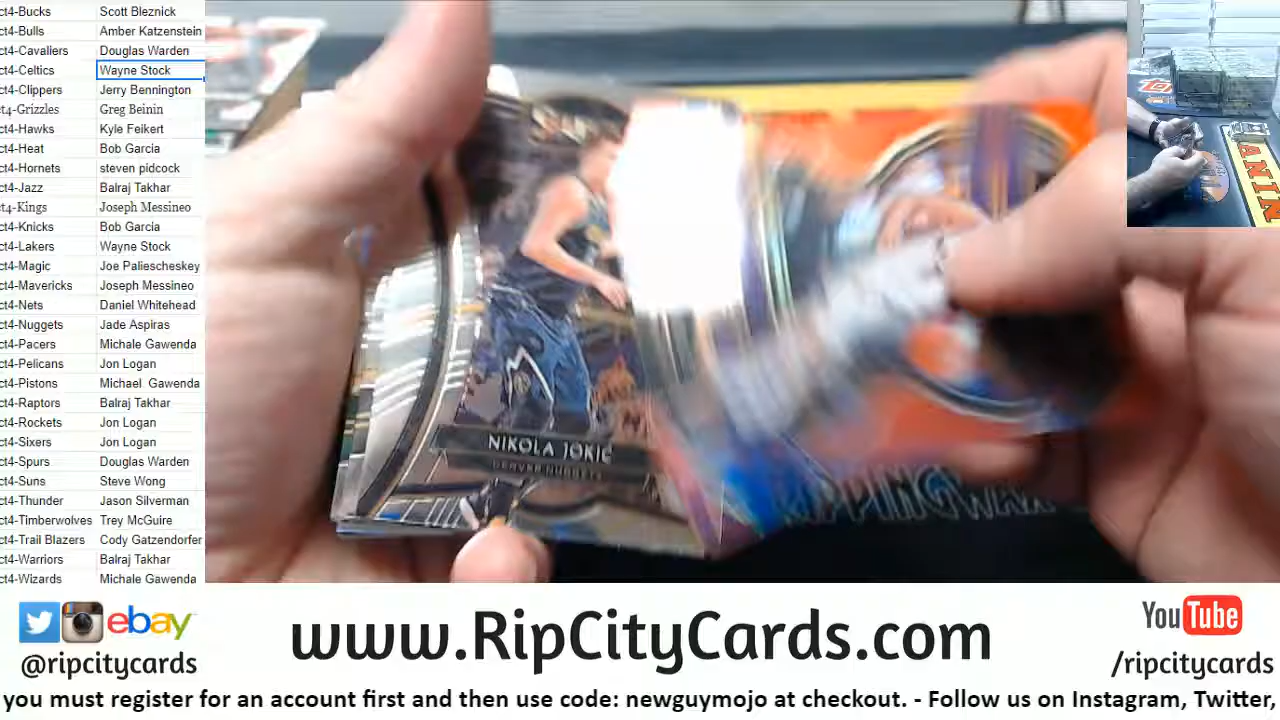 ct4-Bucks Scott Bleznick
ct4-Bulls Amber Katzenstein
ct4-Cavaliers Douglas Warden
ct4-Celtics Wayne Stock
ct4-Clippers Jerry Bennington
ct4-Grizzles Greg Beinin
ct4-Hawks Kyle Feikert
ct4-Heat Bob Garcia
ct4-Hornets steven pidcock
ct4-Jazz Balraj Takhar
ct4-Kings Joseph Messineo
ct4-Knicks Bob Garcia
ct4-Lakers Wayne Stock
ct4-Magic Joe Paliescheskey
ct4-Mavericks Joseph Messineo
ct4-Nets Daniel Whitehead
ct4-Nuggets Jade Aspiras
ct4-Pacers Michale Gawenda
ct4-Pelicans Jon Logan
ct4-Pistons Michael Gawenda
ct4-Raptors Balraj Takhar
ct4-Rockets Jon Logan
ct4-Sixers Jon Logan
ct4-Spurs Douglas Warden
ct4-Suns Steve Wong
ct4-Thunder Jason Silverman
ct4-Timberwolves Trey McGuire
ct4-Trail Blazers Cody Gatzendorfer
ct4-Warriors Balraj Takhar
ct4-Wizards Michale Gawenda
NIKOLA JOKIC
DENVER NUGGETS
RIPPINGWAX
PANINI
ebay
@ripcitycards
www.RipCityCards.com
YouTube
/ripcitycards
you must register for an account first and then use code: newguymojo at checkout. - Follow us on Instagram, Twitter,